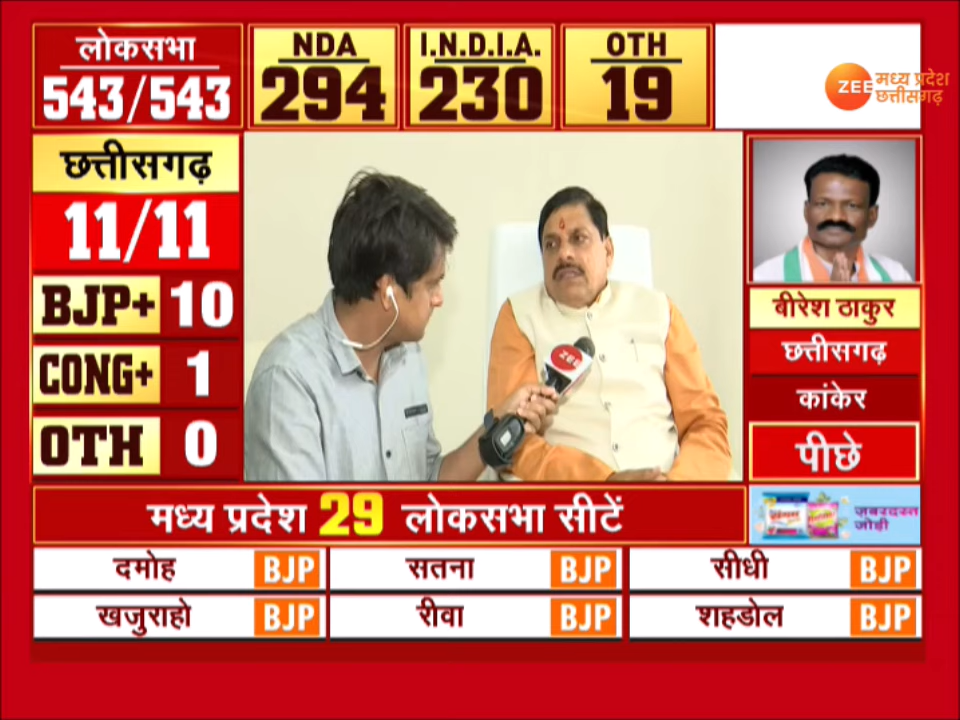 लोकसभा
543/543
NDA
294
I.N.D.I.A.
230
OTH
19
ZEE मध्य प्रदेश
छत्तीसगढ़
छत्तीसगढ़
11/11
BJP+ 10
CONG+ 1
OTH 0
ZEE
बीरेश ठाकुर
छत्तीसगढ़
कांकेर
पीछे
मध्य प्रदेश 29 लोकसभा सीटें
ज़बरदस्त
जोड़ी
दमोह BJP सतना BJP सीधी BJP
खजुराहो BJP रीवा BJP शहडोल BJP